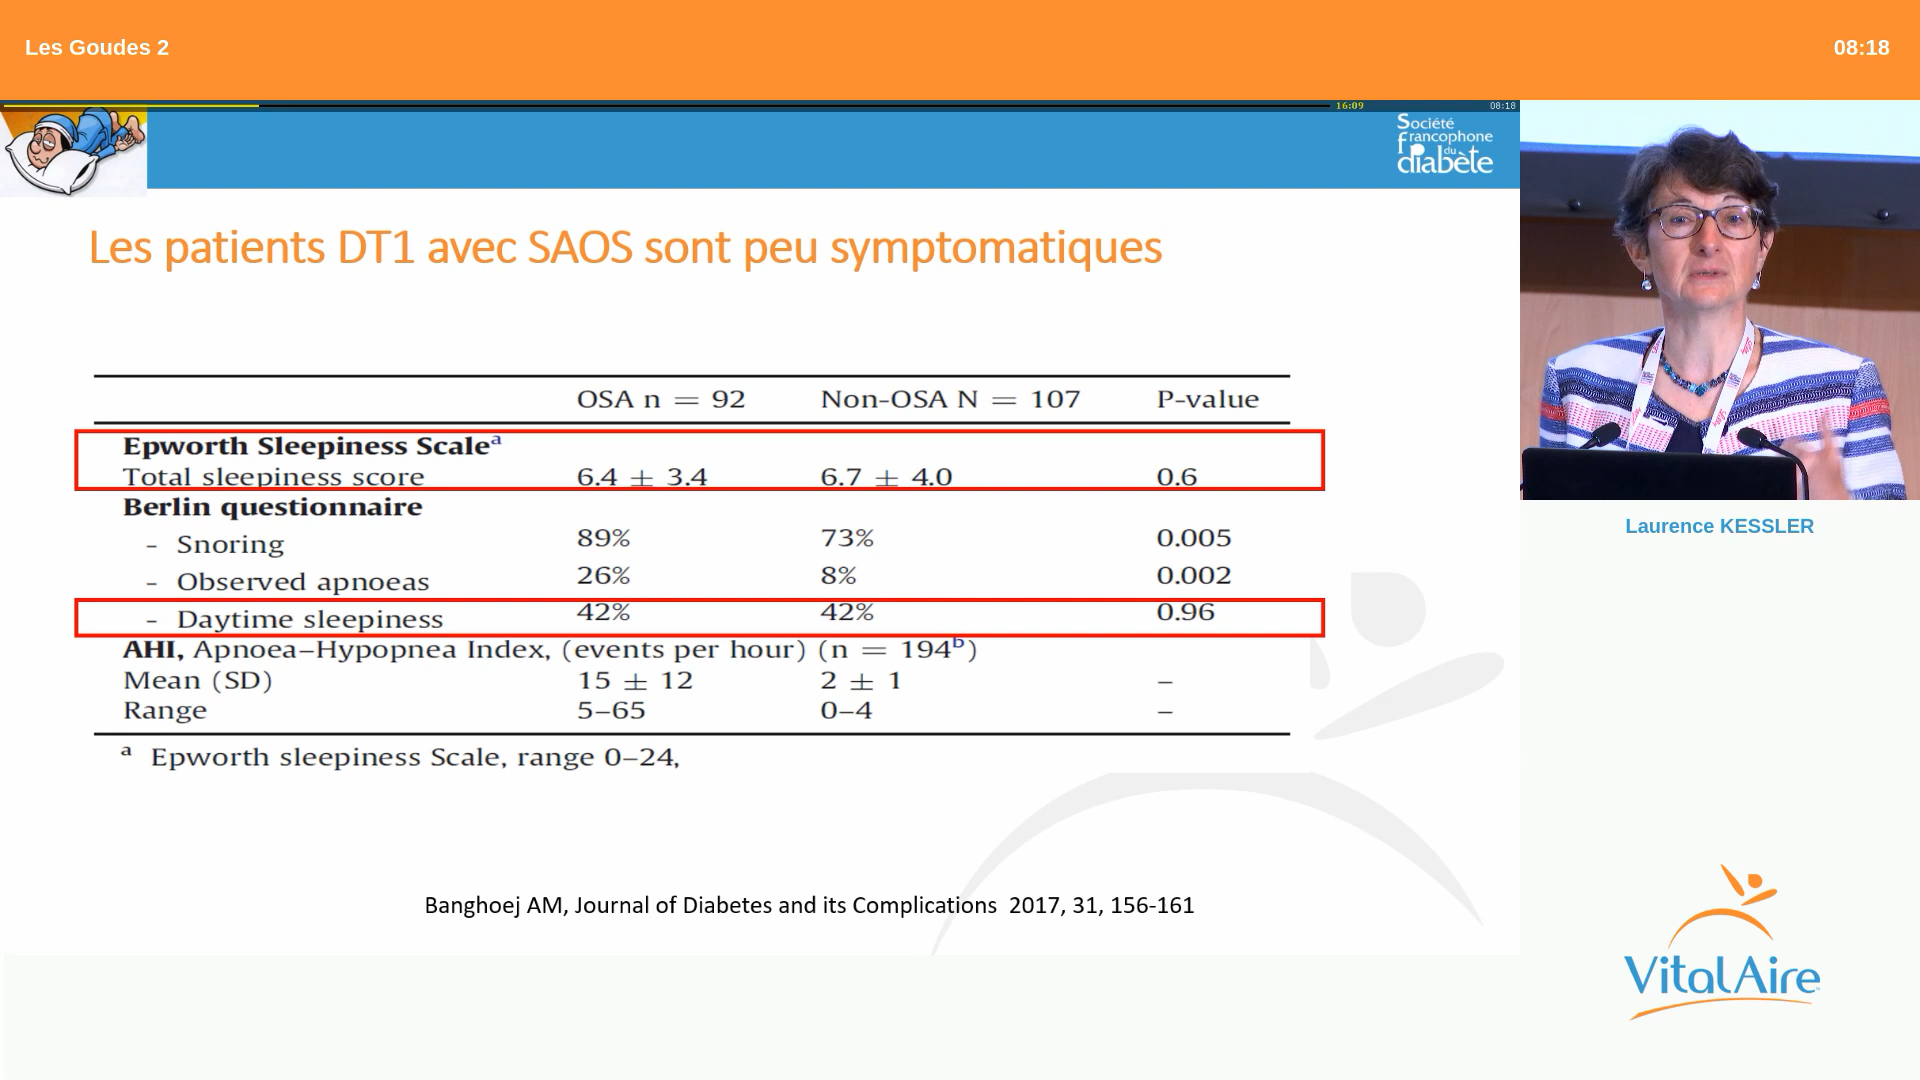 Les Goudes 2
08:18
16:09
08:18
Société
francophone
du
diabète
Les patients DT1 avec SAOS sont peu symptomatiques
OSA n = 92 Non-OSA N = 107 P-value
Epworth Sleepiness Scaleᵃ
Total sleepiness score 6.4 ± 3.4 6.7 ± 4.0 0.6
Berlin questionnaire
- Snoring 89% 73% 0.005
- Observed apnoeas 26% 8% 0.002
- Daytime sleepiness 42% 42% 0.96
AHI, Apnoea–Hypopnea Index, (events per hour) (n = 194ᵇ)
Mean (SD) 15 ± 12 2 ± 1 –
Range 5–65 0–4 –
ᵃ Epworth sleepiness Scale, range 0–24,
Banghoej AM, Journal of Diabetes and its Complications 2017, 31, 156-161
Laurence KESSLER
VitalAire